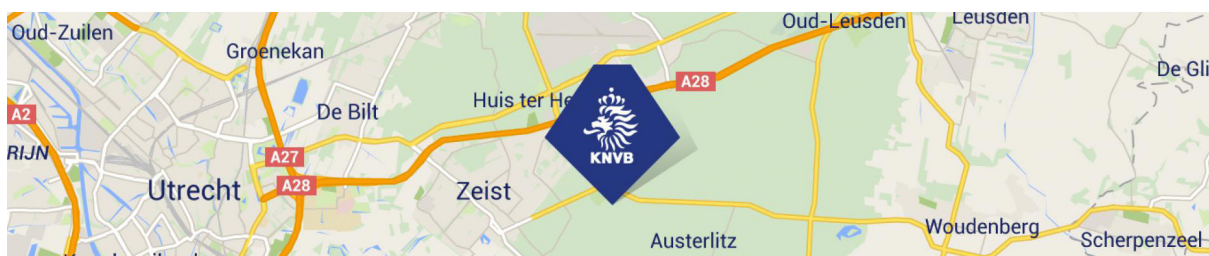 Oud-Zuilen
Groenekan
Oud-Leusden
Leusden
De Gli
A28
Huis ter He
De Bilt
A2
KNVB
RIJN
A27
A28
Utrecht
Zeist
Woudenberg
Austerlitz
Scherpenzeel